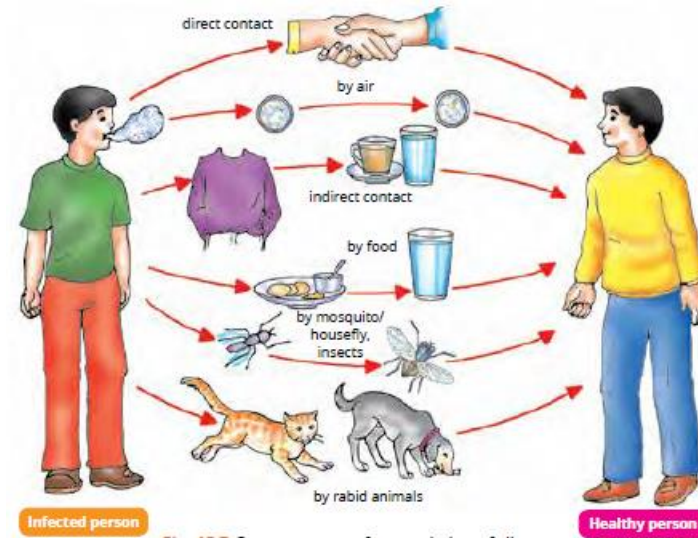 direct contact
by air
indirect contact
by food
by mosquito/
housefly,
insects
by rabid animals
Infected person
Healthy person